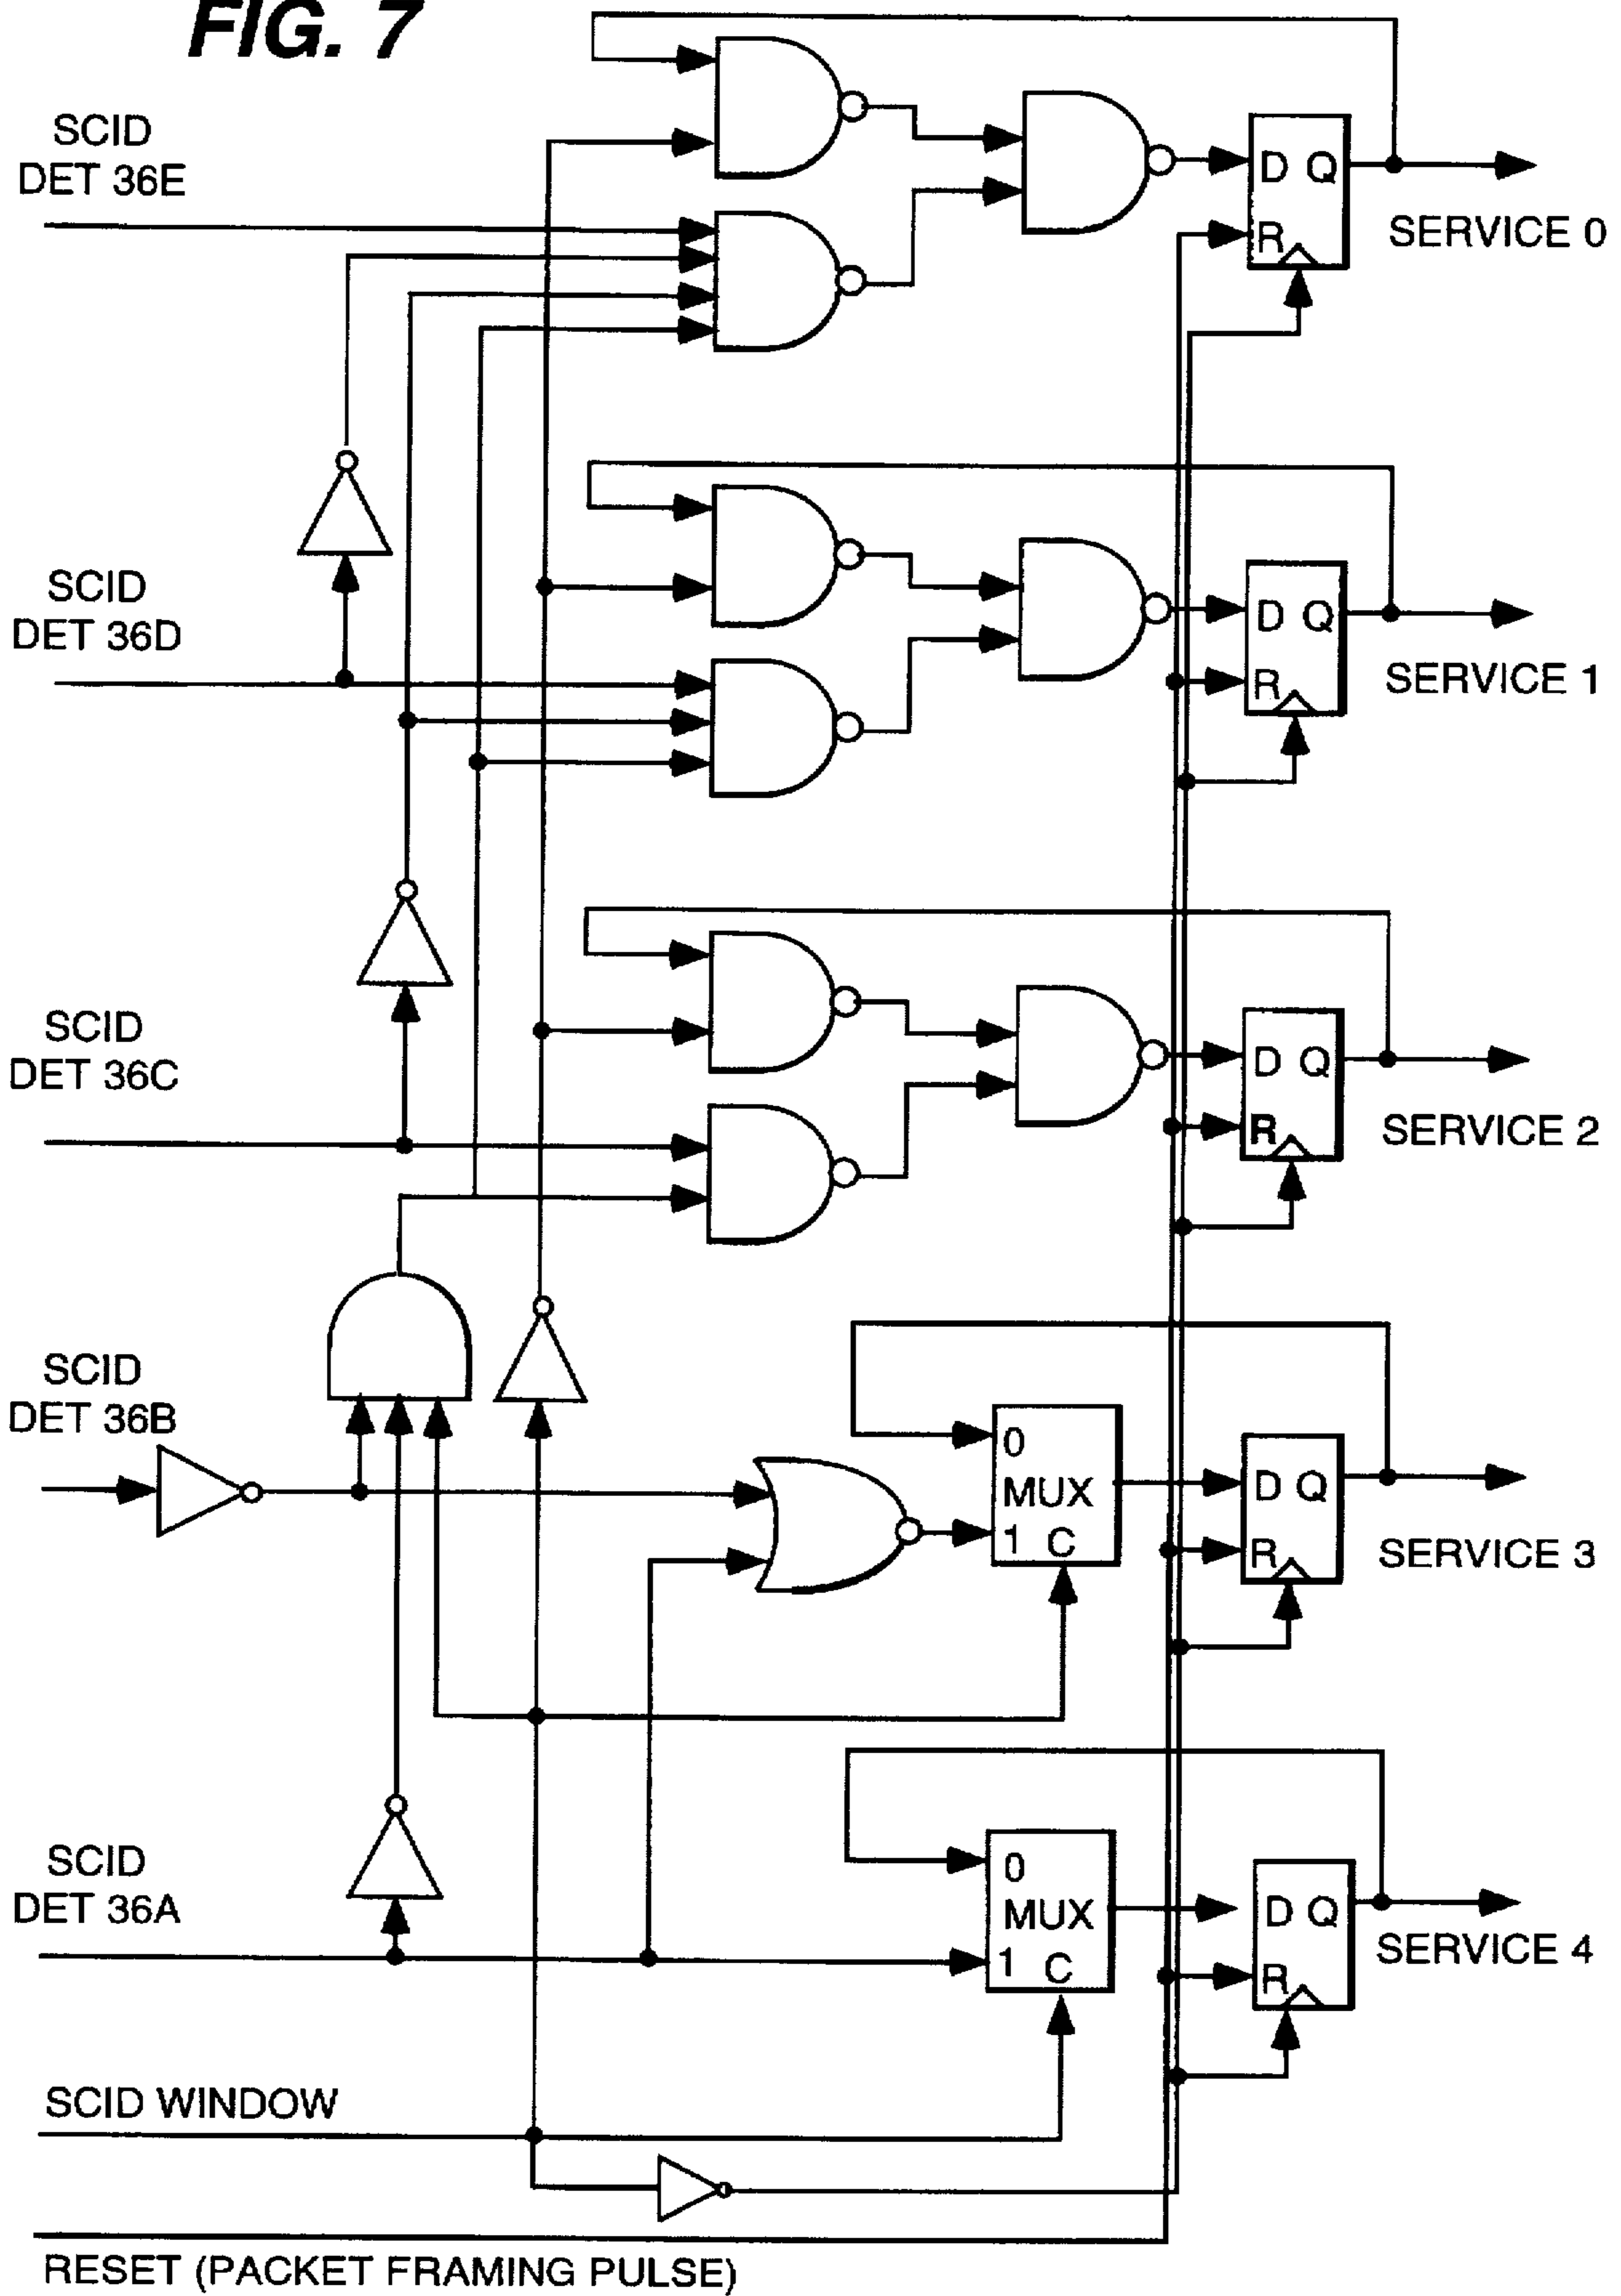 FIG. 7
SCID
DET 36E
D Q
R
SERVICE 0
SCID
DET 36D
D Q
R
SERVICE 1
SCID
DET 36C
D Q
R
SERVICE 2
SCID
DET 36B
0
MUX
1 C
D Q
R
SERVICE 3
SCID
DET 36A
0
MUX
1 C
D Q
R
SERVICE 4
SCID WINDOW
RESET (PACKET FRAMING PULSE)